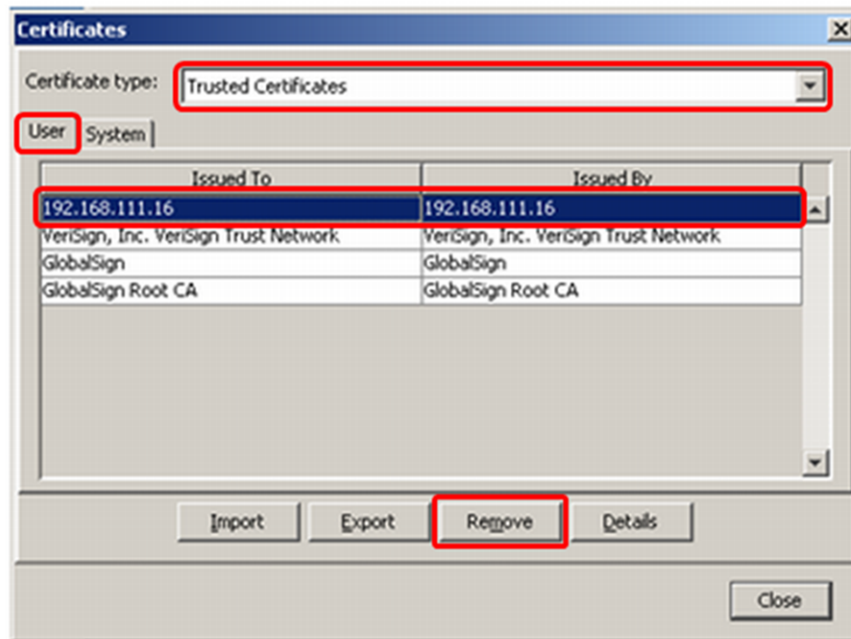 Certificates
Certificate type: Trusted Certificates
User System
Issued To Issued By
192.168.111.16 192.168.111.16
VeriSign, Inc. VeriSign Trust Network VeriSign, Inc. VeriSign Trust Network
GlobalSign GlobalSign
GlobalSign Root CA GlobalSign Root CA
Import Export Remove Details
Close